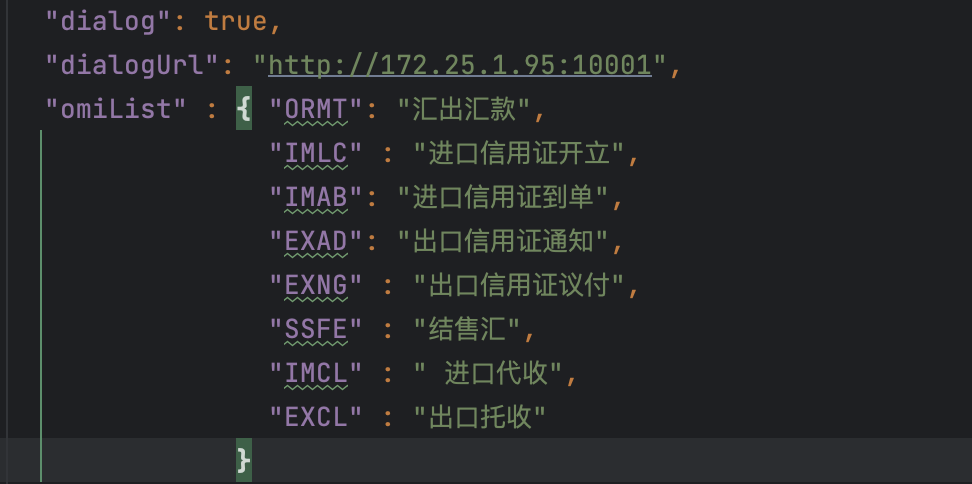 "dialog": true,
"dialogUrl": "http://172.25.1.95:10001",
"omiList" : { "ORMT": "汇出汇款",
"IMLC" : "进口信用证开立",
"IMAB": "进口信用证到单",
"EXAD": "出口信用证通知",
"EXNG" : "出口信用证议付",
"SSFE" : "结售汇",
"IMCL" : " 进口代收",
"EXCL" : "出口托收"
}